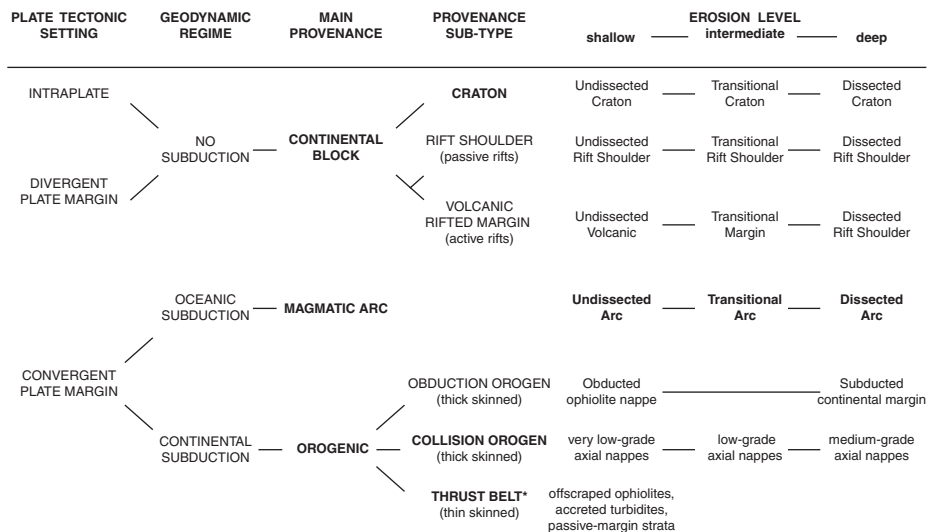 PLATE TECTONIC SETTING
GEODYNAMIC REGIME
MAIN PROVENANCE
PROVENANCE SUB-TYPE
EROSION LEVEL
shallow
intermediate
deep
INTRAPLATE
CRATON
Undissected
Craton
Transitional
Craton
Dissected
Craton
NO
SUBDUCTION
CONTINENTAL
BLOCK
RIFT SHOULDER
(passive rifts)
Undissected
Rift Shoulder
Transitional
Rift Shoulder
Dissected
Rift Shoulder
DIVERGENT
PLATE MARGIN
VOLCANIC
RIFTED MARGIN
(active rifts)
Undissected
Volcanic
Transitional
Margin
Dissected
Rift Shoulder
OCEANIC
SUBDUCTION
MAGMATIC ARC
Undissected
Arc
Transitional
Arc
Dissected
Arc
CONVERGENT
PLATE MARGIN
OBDUCTION OROGEN
(thick skinned)
Obducted
ophiolite nappe
Subducted
continental margin
CONTINENTAL
SUBDUCTION
OROGENIC
COLLISION OROGEN
(thick skinned)
very low-grade
axial nappes
low-grade
axial nappes
medium-grade
axial nappes
THRUST BELT*
(thin skinned)
offscraped ophiolites,
accreted turbidites,
passive-margin strata